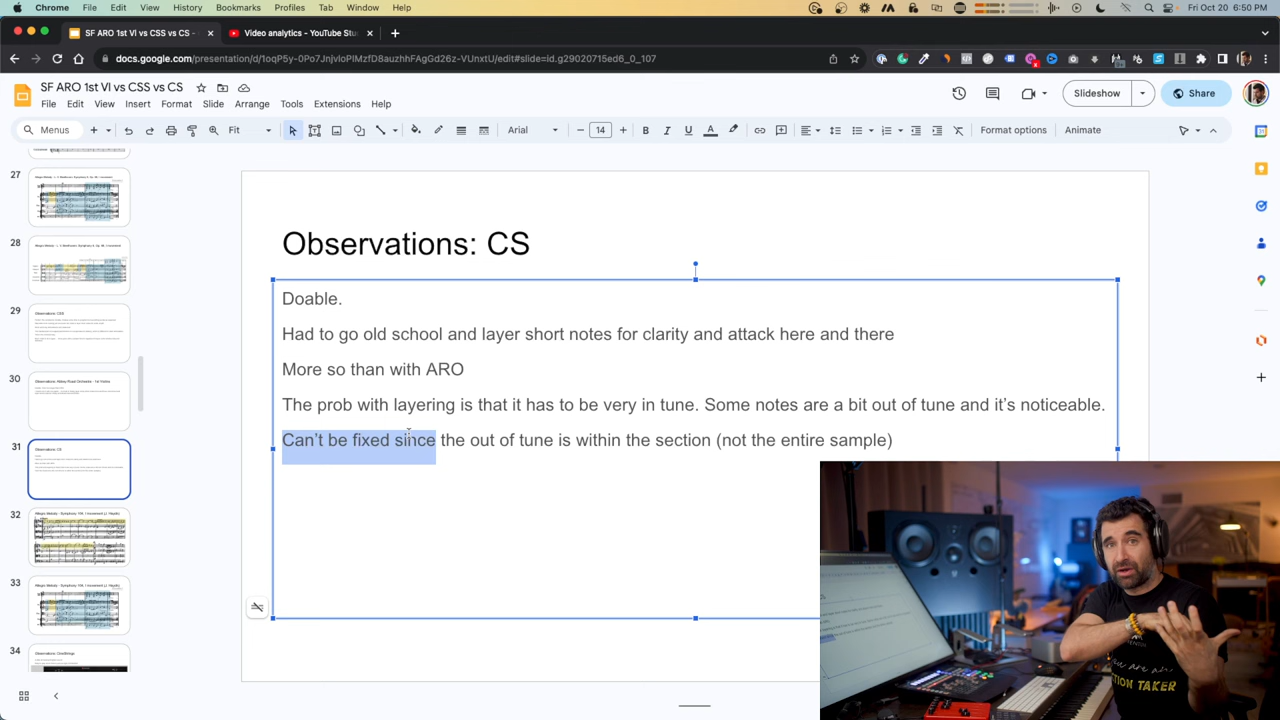 Chrome File Edit View History Bookmarks Profiles Tab Window Help
Fri Oct 20 6:50 PM
SF ARO 1st VI vs CSS vs CS -
Video analytics - YouTube Stu
docs.google.com/presentation/d/1oqP5y-0Po7JnjvIoPIMzfD8auzhhFAgGd26z-VUnxtU/edit#slide=id.g29020715ed6_0_107
SF ARO 1st VI vs CSS vs CS
File Edit View Insert Format Slide Arrange Tools Extensions Help
Slideshow
Share
Menus
Fit
Arial
14
Format options
Animate
27
28
29
30
31
32
33
34
Observations: CS
Doable.
Had to go old school and layer short notes for clarity and attack here and there
More so than with ARO
The prob with layering is that it has to be very in tune. Some notes are a bit out of tune and it's noticeable.
Can't be fixed since the out of tune is within the section (not the entire sample)
TION TAKER